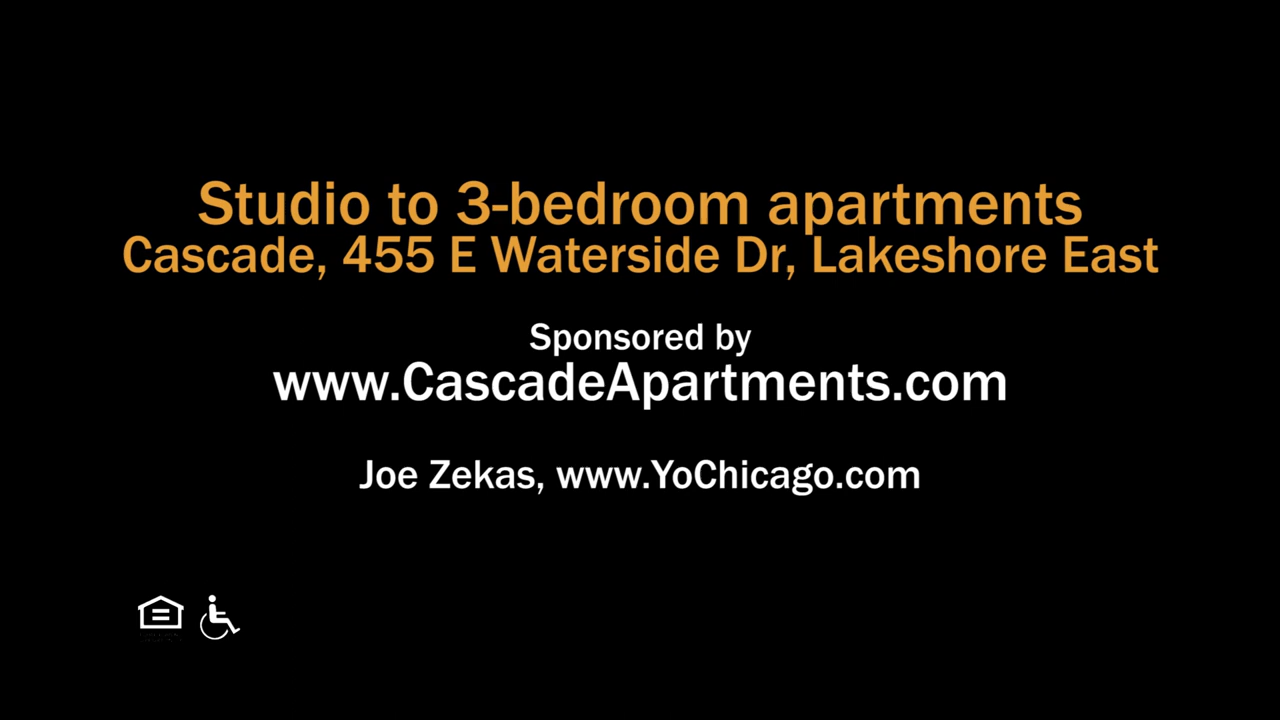 Studio to 3-bedroom apartments
Cascade, 455 E Waterside Dr, Lakeshore East
Sponsored by
www.CascadeApartments.com
Joe Zekas, www.YoChicago.com